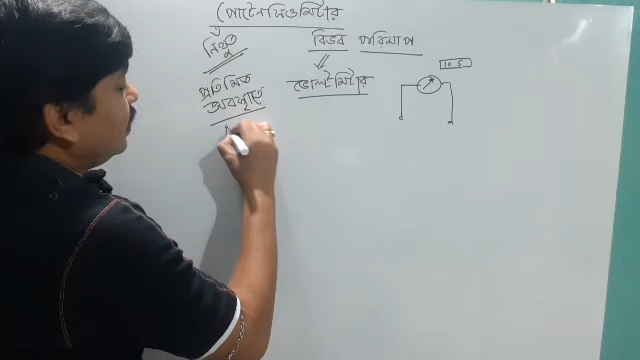 পোটেনসিওমিটার
নিখুত বিভব পরিমাপ
প্রতিমিত ভোল্টমিটার
অবস্থাতে
10.5